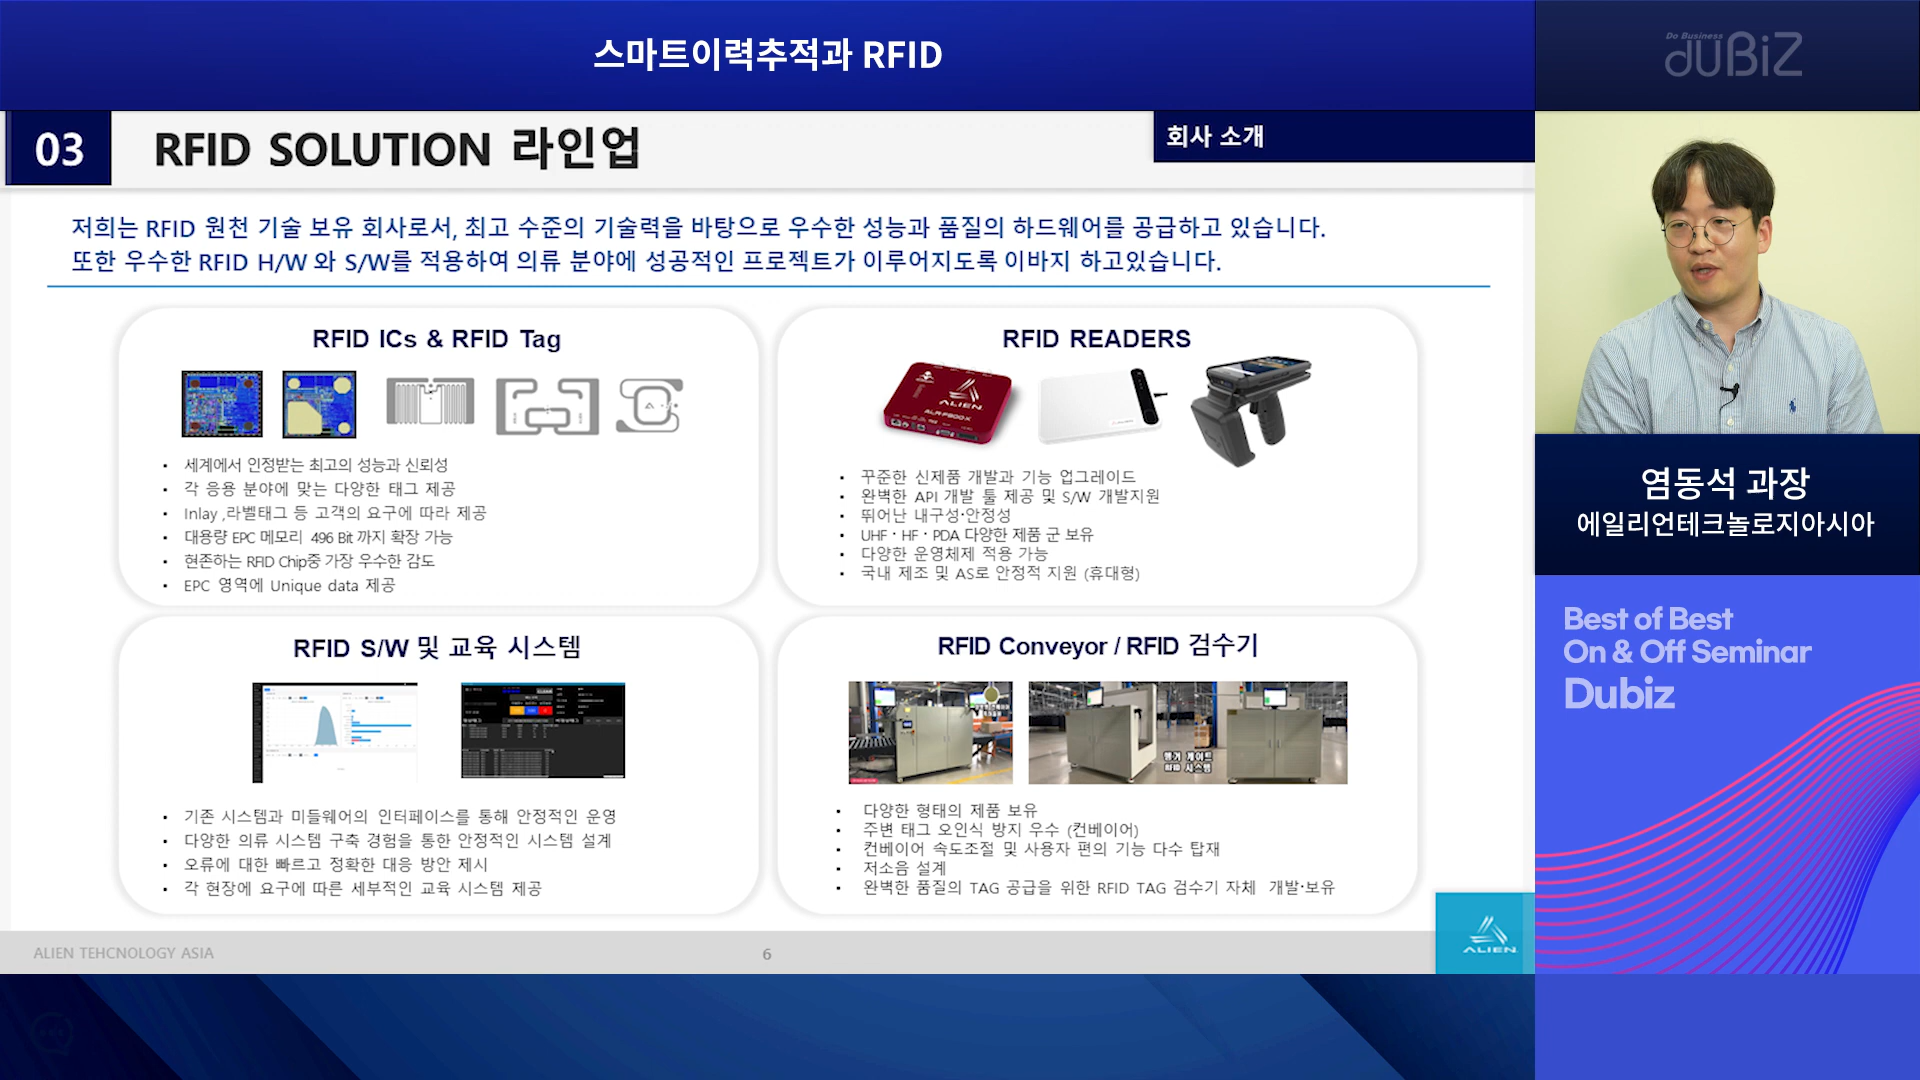 스마트이력추적과 RFID
Do Business
duBiZ
03
RFID SOLUTION 라인업
회사 소개
저희는 RFID 원천 기술 보유 회사로서, 최고 수준의 기술력을 바탕으로 우수한 성능과 품질의 하드웨어를 공급하고 있습니다.
또한 우수한 RFID H/W 와 S/W를 적용하여 의류 분야에 성공적인 프로젝트가 이루어지도록 이바지 하고있습니다.
RFID ICs & RFID Tag
• 세계에서 인정받는 최고의 성능과 신뢰성
• 각 응용 분야에 맞는 다양한 태그 제공
• Inlay ,라벨태그 등 고객의 요구에 따라 제공
• 대용량 EPC 메모리 496 Bit 까지 확장 가능
• 현존하는 RFID Chip중 가장 우수한 감도
• EPC 영역에 Unique data 제공
RFID READERS
ALIEN
ALR-F800-X
• 꾸준한 신제품 개발과 기능 업그레이드
• 완벽한 API 개발 툴 제공 및 S/W 개발지원
• 뛰어난 내구성·안정성
• UHF · HF · PDA 다양한 제품 군 보유
• 다양한 운영체제 적용 가능
• 국내 제조 및 AS로 안정적 지원 (휴대형)
RFID S/W 및 교육 시스템
• 기존 시스템과 미들웨어의 인터페이스를 통해 안정적인 운영
• 다양한 의류 시스템 구축 경험을 통한 안정적인 시스템 설계
• 오류에 대한 빠르고 정확한 대응 방안 제시
• 각 현장에 요구에 따른 세부적인 교육 시스템 제공
RFID Conveyor / RFID 검수기
행거 게이트
RFID 시스템
• 다양한 형태의 제품 보유
• 주변 태그 오인식 방지 우수 (컨베이어)
• 컨베이어 속도조절 및 사용자 편의 기능 다수 탑재
• 저소음 설계
• 완벽한 품질의 TAG 공급을 위한 RFID TAG 검수기 자체 개발·보유
ALIEN TEHCNOLOGY ASIA
6
ALIEN
염동석 과장
에일리언테크놀로지아시아
Best of Best
On & Off Seminar
Dubiz